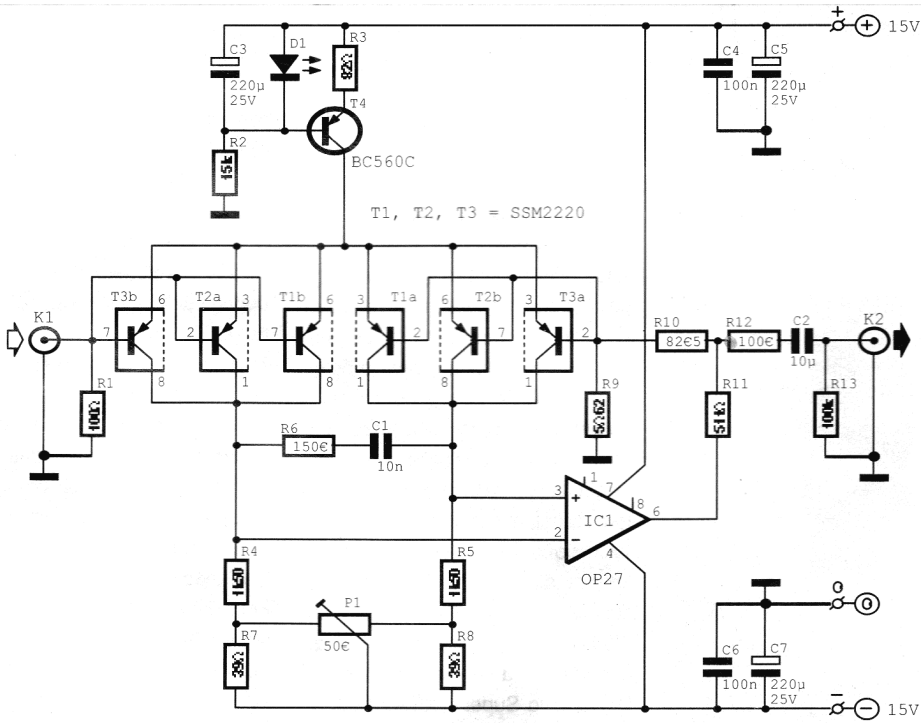 +
15V
C3
220µ
25V
D1
R3
82Ω
C4
100n
C5
220µ
25V
T4
R2
15k
BC560C
T1, T2, T3 = SSM2220
T3b
6
T2a
3
T1b
6
3
T1a
6
T2b
3
T3a
K1
7
2
7
2
7
2
8
1
8
1
8
1
R10
82€5
R12
100€
C2
10µ
K2
R1
100Ω
R9
5Ω62
R11
R13
100k
R6
150€
C1
10n
3
+
1
7
8
IC1
6
2
−
4
OP27
R4
1k50
R5
1k50
P1
50€
R7
39Ω
R8
39Ω
0
0
C6
100n
C7
220µ
25V
−
15V